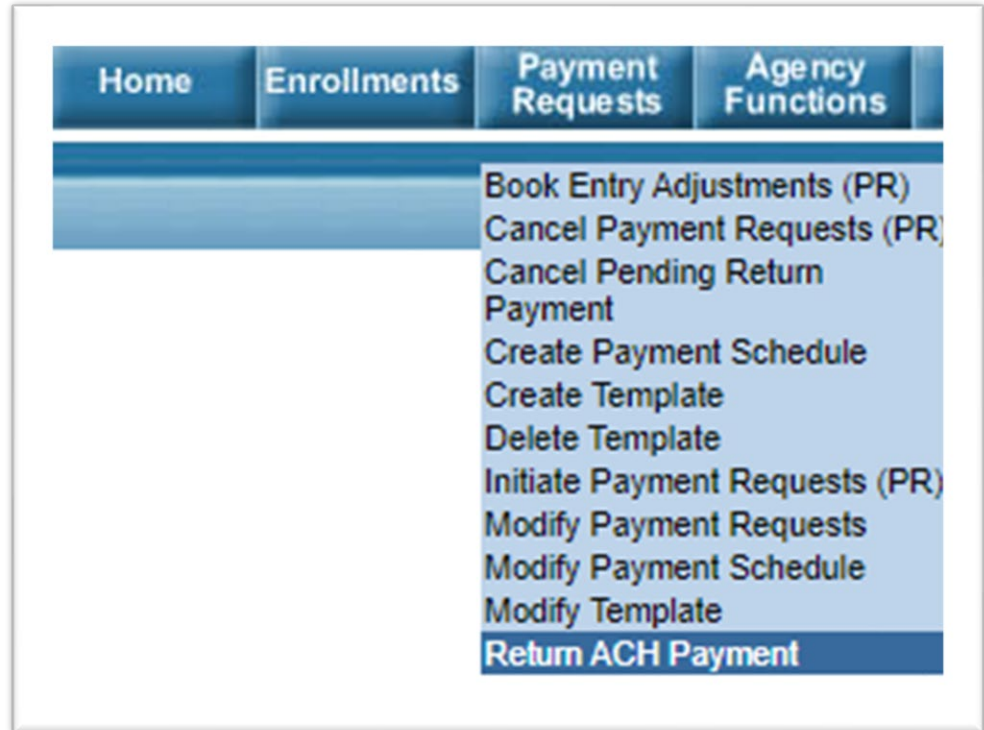 Home
Enrollments
Payment
Requests
Agency
Functions
Book Entry Adjustments (PR)
Cancel Payment Requests (PR)
Cancel Pending Return
Payment
Create Payment Schedule
Create Template
Delete Template
Initiate Payment Requests (PR)
Modify Payment Requests
Modify Payment Schedule
Modify Template
Return ACH Payment